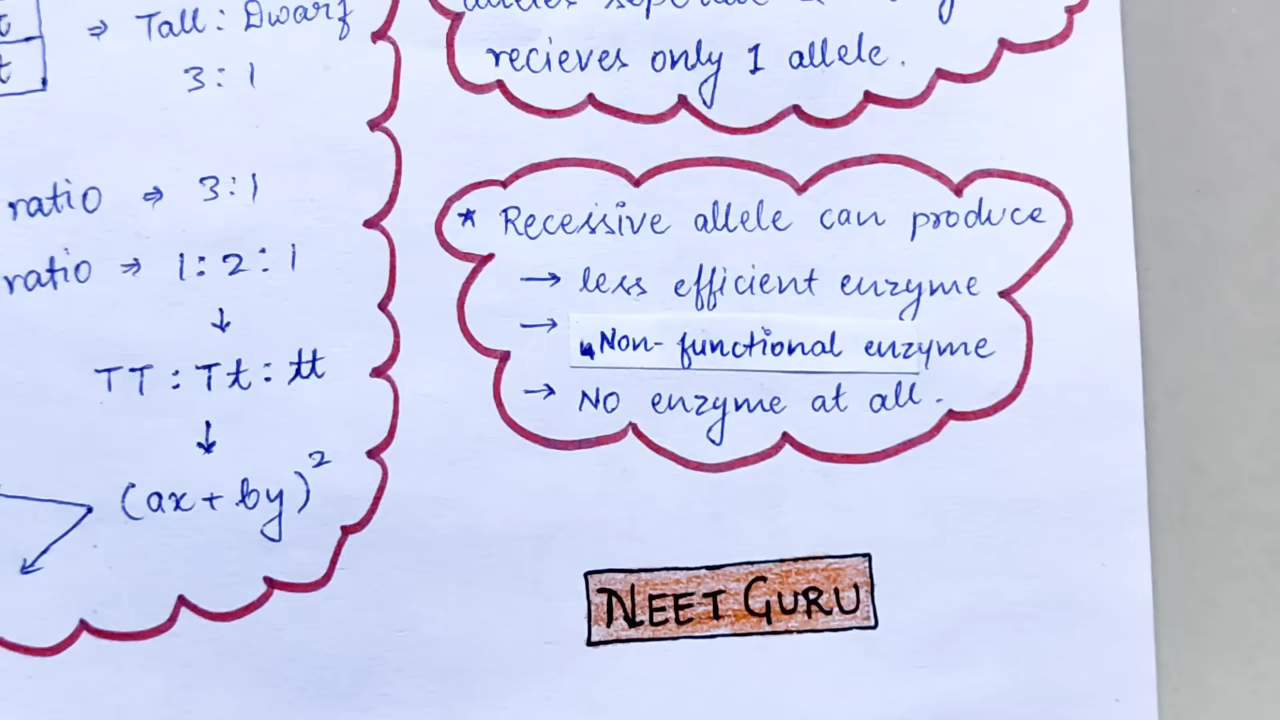 t ⇒ Tall : Dwarf
t
3 : 1
ratio ⇒ 3:1
ratio ⇒ 1 : 2 : 1
↓
TT : Tt : tt
↓
(ax + by)²
recieves only 1 allele.
* Recessive allele can produce
→ less efficient enzyme
→ Non-functional enzyme
→ No enzyme at all.
NEET GURU